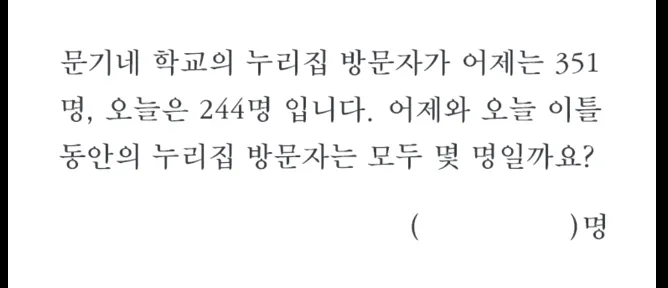 문기네 학교의 누리집 방문자가 어제는 351
명, 오늘은 244명 입니다. 어제와 오늘 이틀
동안의 누리집 방문자는 모두 몇 명일까요?
(            )명